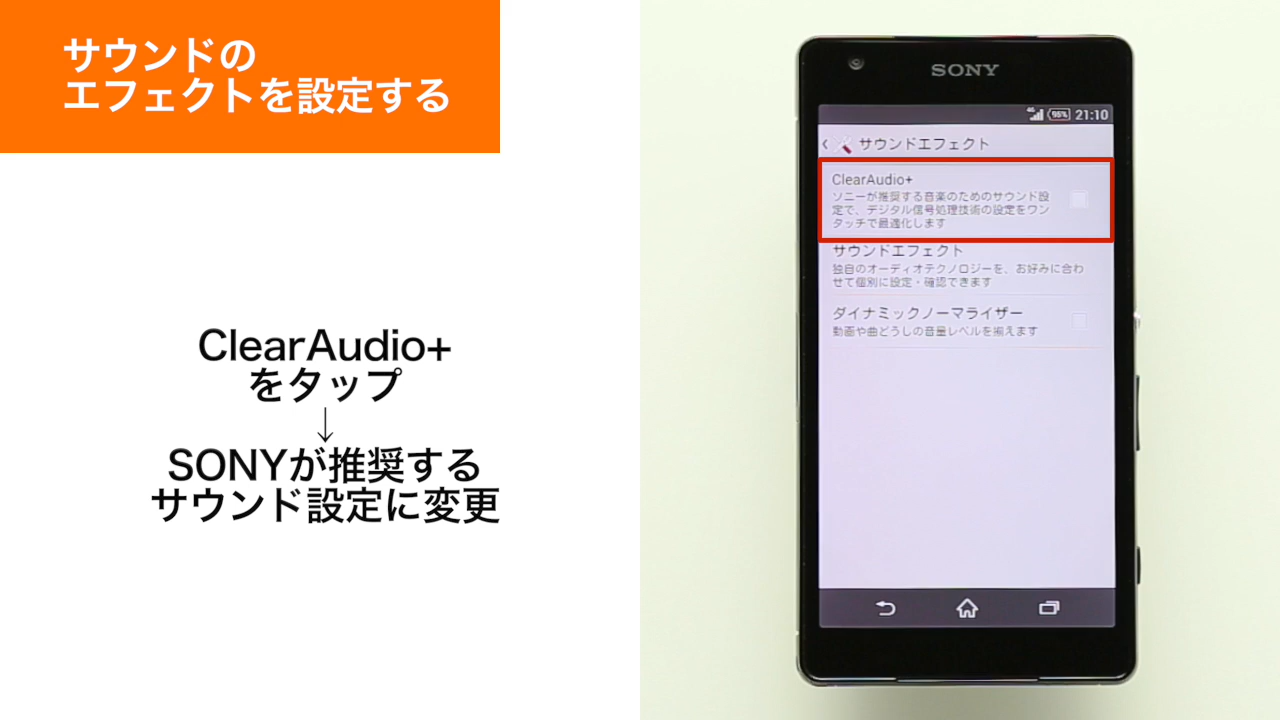 サウンドの
エフェクトを設定する
ClearAudio+
をタップ
↓
SONYが推奨する
サウンド設定に変更
SONY
4G 95% 21:10
サウンドエフェクト
ClearAudio+
ソニーが推奨する音楽のためのサウンド設
定で、デジタル信号処理技術の設定をワン
タッチで最適化します
サウンドエフェクト
独自のオーディオテクノロジーを、お好みに合わ
せて個別に設定・確認できます
ダイナミックノーマライザー
動画や曲どうしの音量レベルを揃えます